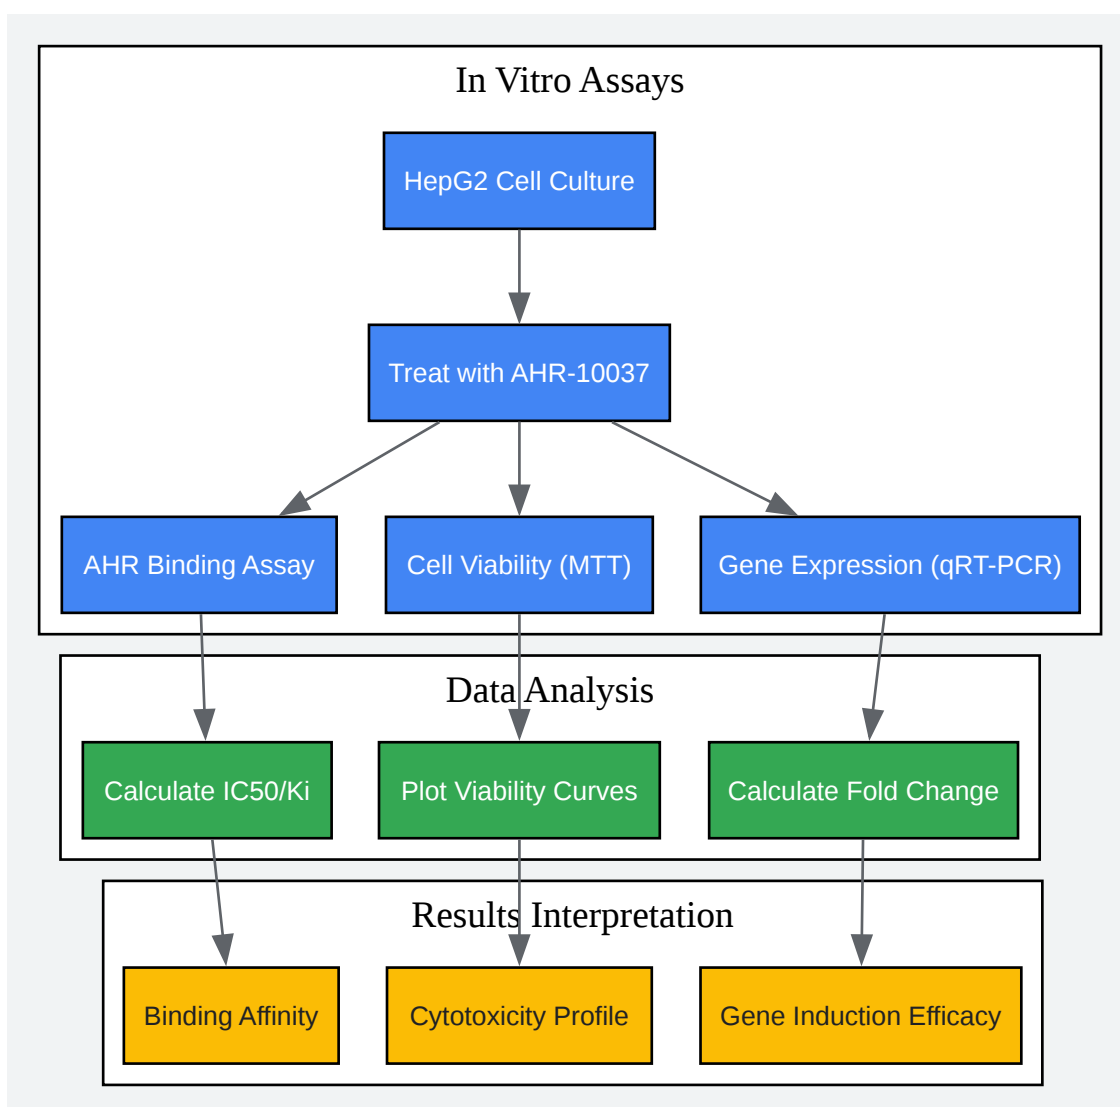 In Vitro Assays
HepG2 Cell Culture
Treat with AHR-10037
AHR Binding Assay
Cell Viability (MTT)
Gene Expression (qRT-PCR)
Data Analysis
Calculate IC50/Ki
Plot Viability Curves
Calculate Fold Change
Results Interpretation
Binding Affinity
Cytotoxicity Profile
Gene Induction Efficacy